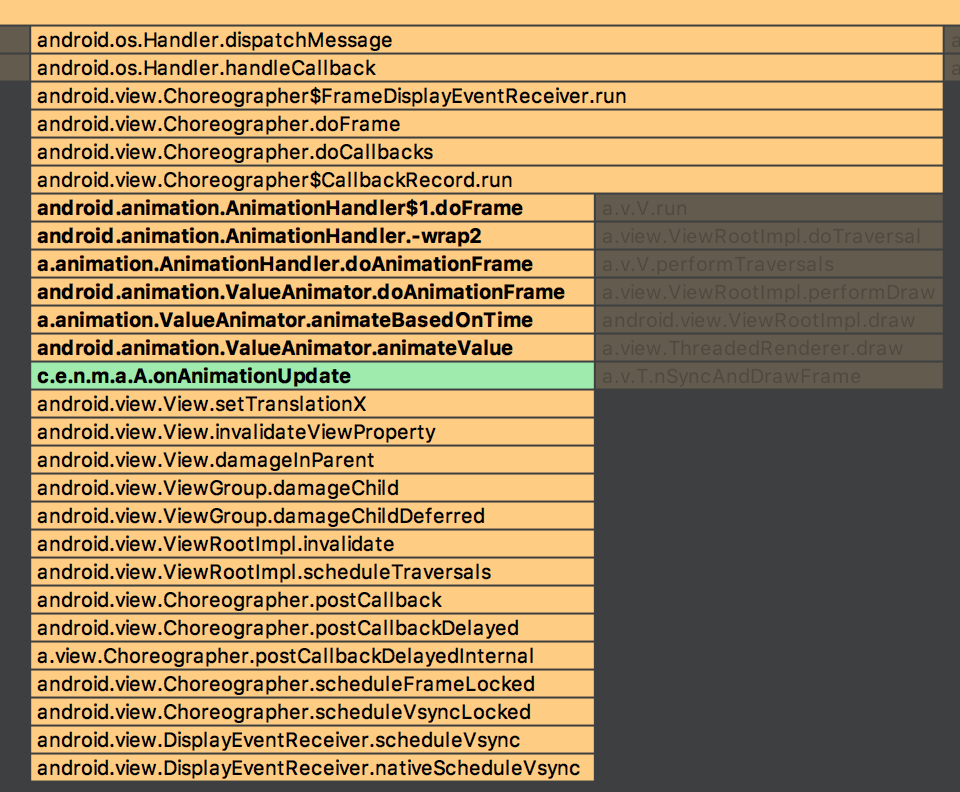 android.os.Handler.dispatchMessage
android.os.Handler.handleCallback
android.view.Choreographer$FrameDisplayEventReceiver.run
android.view.Choreographer.doFrame
android.view.Choreographer.doCallbacks
android.view.Choreographer$CallbackRecord.run
android.animation.AnimationHandler$1.doFrame a.v.V.run
android.animation.AnimationHandler.-wrap2 a.view.ViewRootImpl.doTraversal
a.animation.AnimationHandler.doAnimationFrame a.v.V.performTraversals
android.animation.ValueAnimator.doAnimationFrame a.view.ViewRootImpl.performDraw
a.animation.ValueAnimator.animateBasedOnTime android.view.ViewRootImpl.draw
android.animation.ValueAnimator.animateValue a.view.ThreadedRenderer.draw
c.e.n.m.a.A.onAnimationUpdate a.v.T.nSyncAndDrawFrame
android.view.View.setTranslationX
android.view.View.invalidateViewProperty
android.view.View.damageInParent
android.view.ViewGroup.damageChild
android.view.ViewGroup.damageChildDeferred
android.view.ViewRootImpl.invalidate
android.view.ViewRootImpl.scheduleTraversals
android.view.Choreographer.postCallback
android.view.Choreographer.postCallbackDelayed
a.view.Choreographer.postCallbackDelayedInternal
android.view.Choreographer.scheduleFrameLocked
android.view.Choreographer.scheduleVsyncLocked
android.view.DisplayEventReceiver.scheduleVsync
android.view.DisplayEventReceiver.nativeScheduleVsync